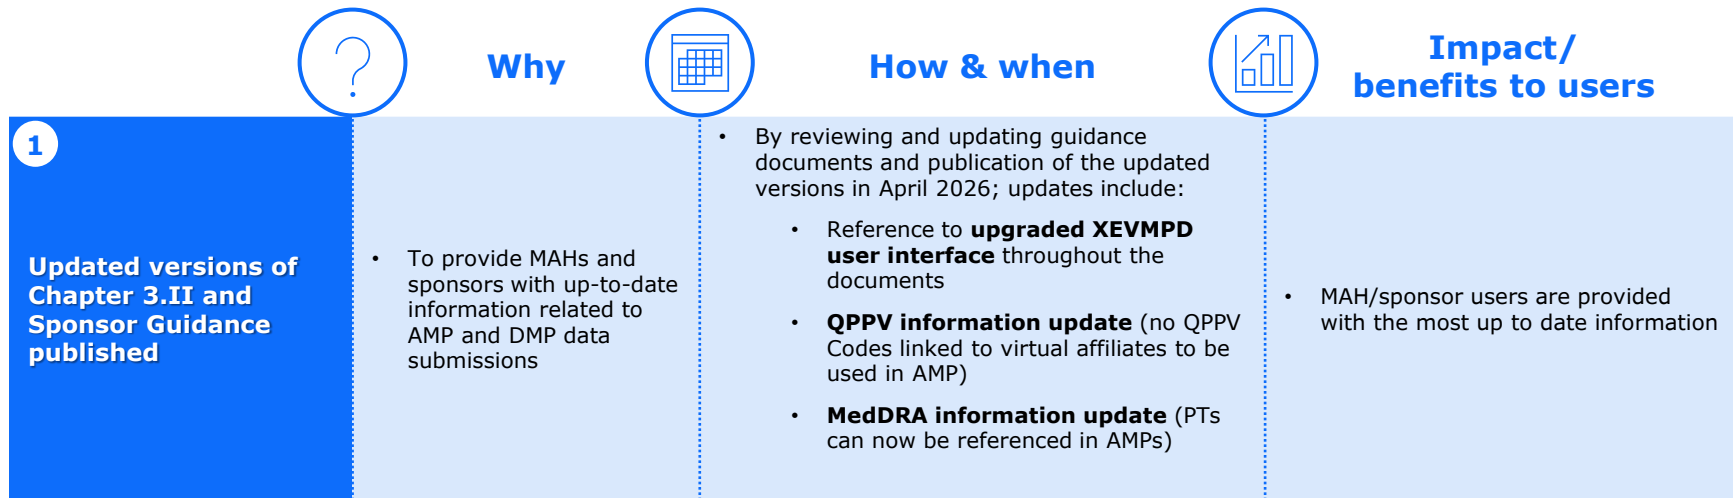 Why
How & when
Impact/
benefits to users
1
Updated versions of
Chapter 3.II and
Sponsor Guidance
published
• To provide MAHs and
sponsors with up-to-date
information related to
AMP and DMP data
submissions
• By reviewing and updating guidance
documents and publication of the updated
versions in April 2026; updates include:
• Reference to upgraded XEVMPD
user interface throughout the
documents
• QPPV information update (no QPPV
Codes linked to virtual affiliates to be
used in AMP)
• MedDRA information update (PTs
can now be referenced in AMPs)
• MAH/sponsor users are provided
with the most up to date information